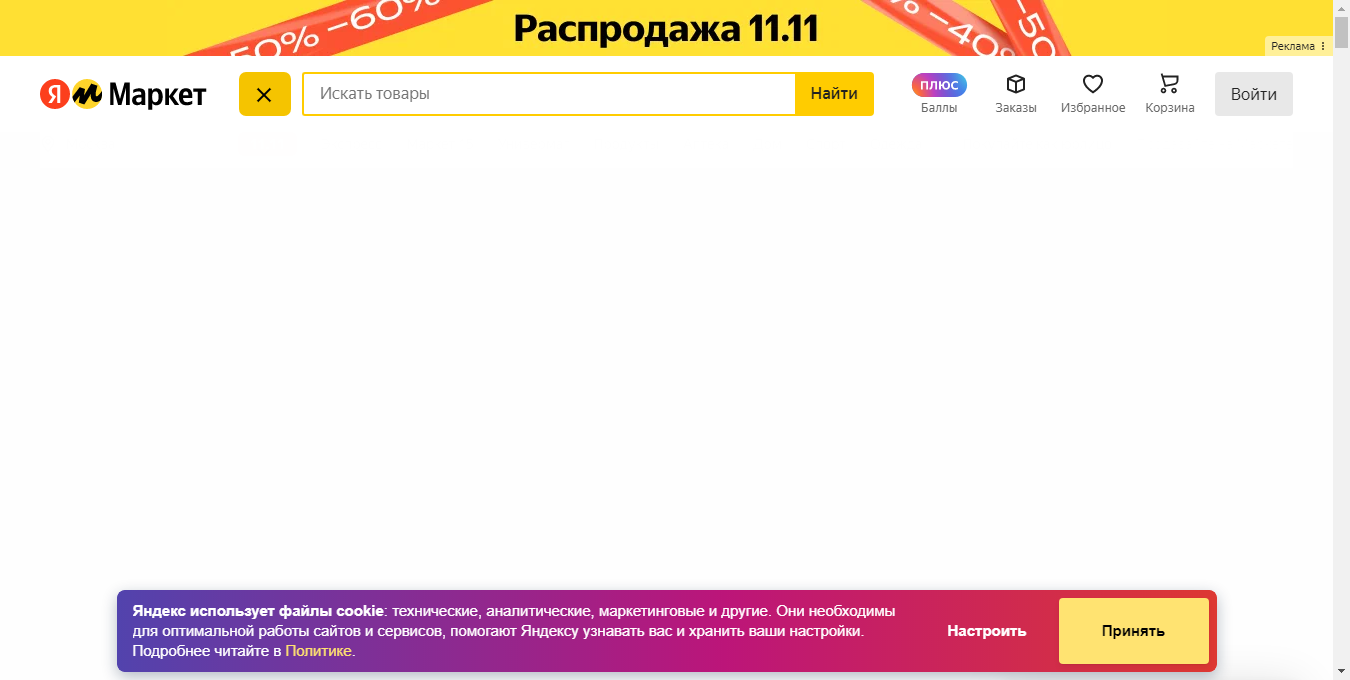 50% −60%
Распродажа 11.11
% −40%
−50
Реклама
Я Маркет
Искать товары
Найти
плюс
Баллы
Заказы
Избранное
Корзина
Войти
Яндекс использует файлы cookie: технические, аналитические, маркетинговые и другие. Они необходимы
для оптимальной работы сайтов и сервисов, помогают Яндексу узнавать вас и хранить ваши настройки.
Подробнее читайте в Политике.
Настроить
Принять